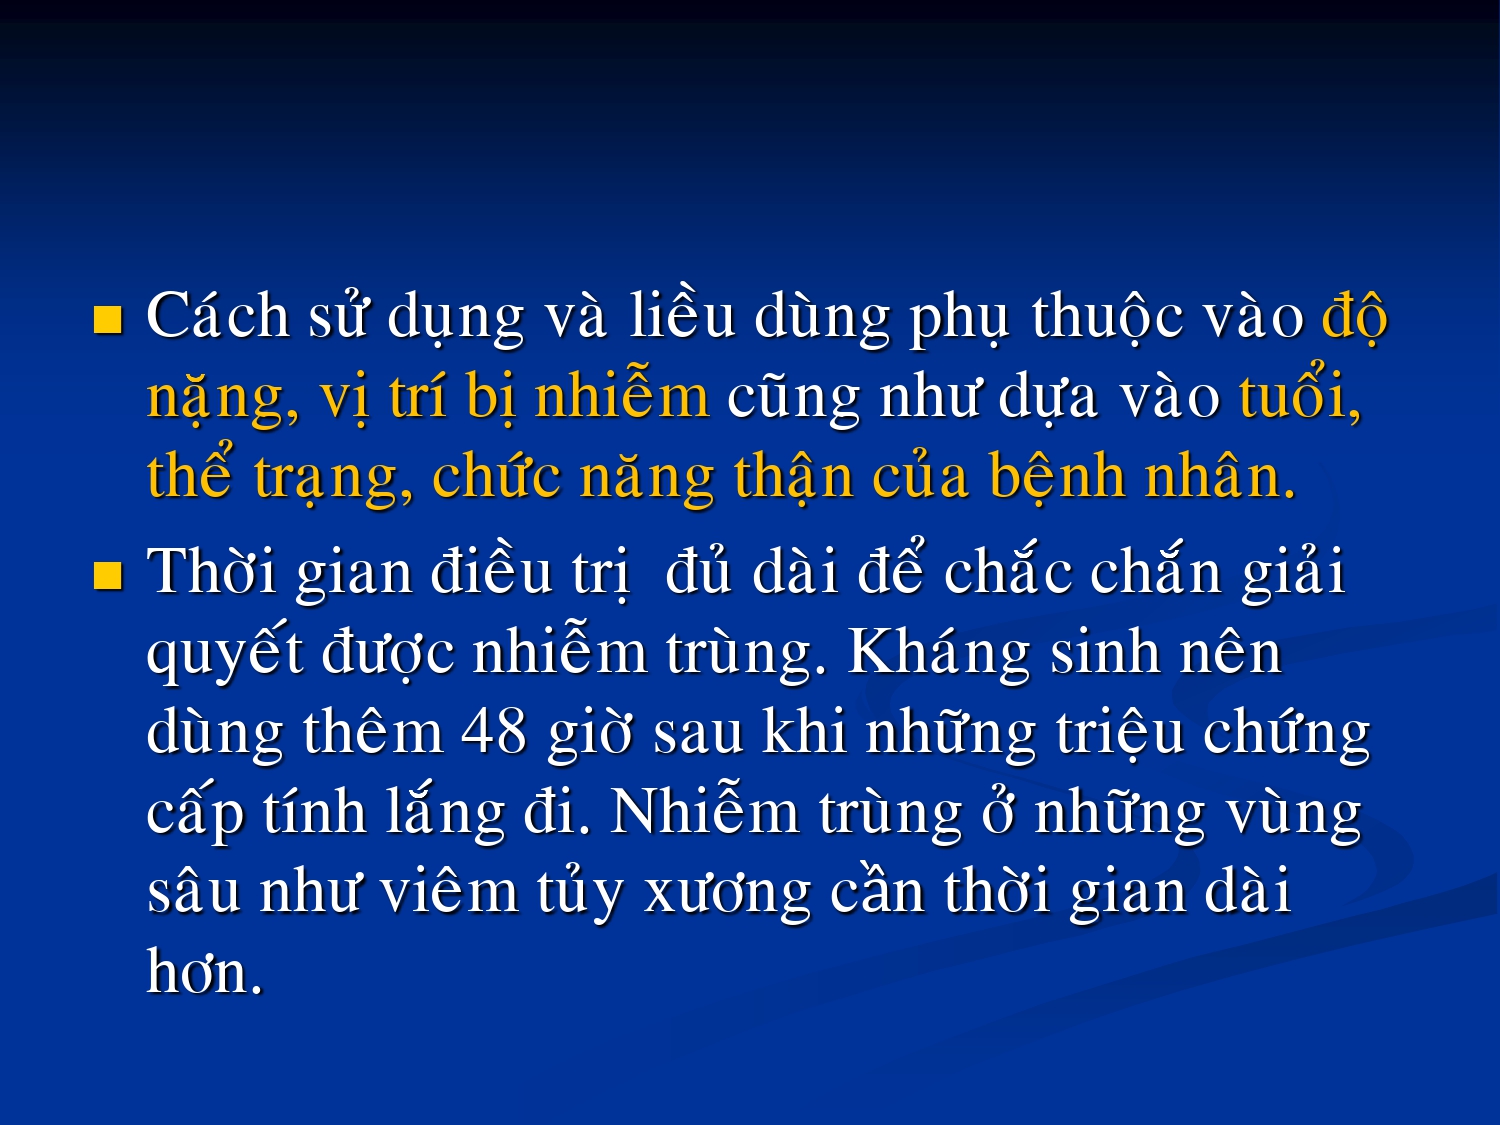 Cách sử dụng và liều dùng phụ thuộc vào độ
nặng, vị trí bị nhiễm cũng như dựa vào tuổi,
thể trạng, chức năng thận của bệnh nhân.
Thời gian điều trị  đủ dài để chắc chắn giải
quyết được nhiễm trùng. Kháng sinh nên
dùng thêm 48 giờ sau khi những triệu chứng
cấp tính lắng đi. Nhiễm trùng ở những vùng
sâu như viêm tủy xương cần thời gian dài
hơn.